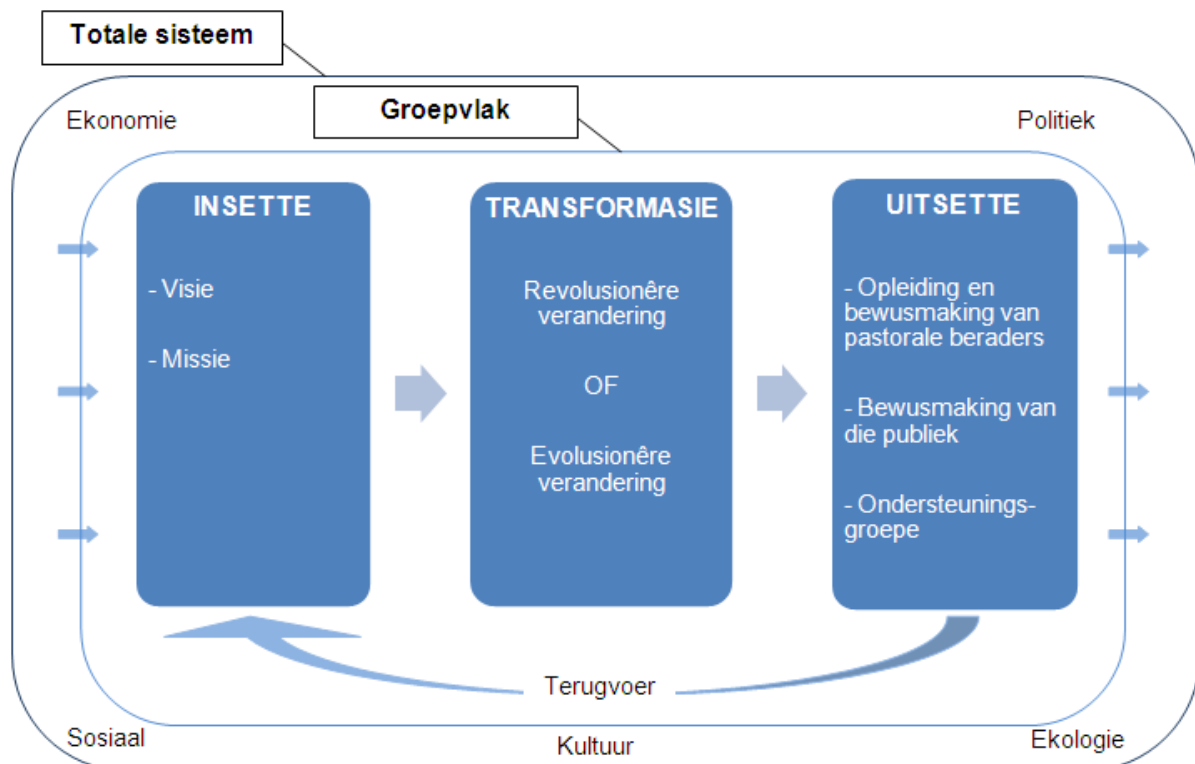 Totale sisteem
Groepvlak
Ekonomie
Politiek
INSETTE
- Visie
- Missie
TRANSFORMASIE
Revolusionêre
verandering
OF
Evolusionêre
verandering
UITSETTE
- Opleiding en
bewusmaking van
pastorale beraders
- Bewusmaking van
die publiek
- Ondersteunings-
groepe
Terugvoer
Sosiaal
Kultuur
Ekologie